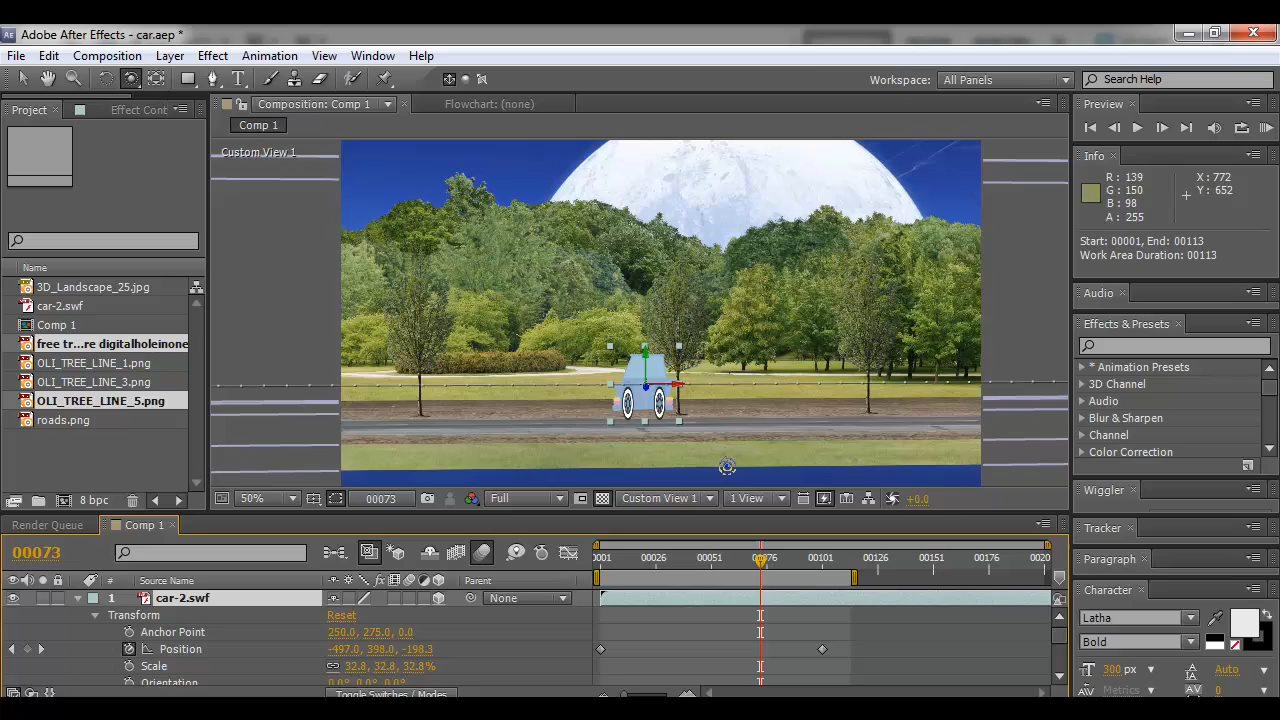 Adobe After Effects - car.aep *
File Edit Composition Layer Effect Animation View Window Help
Workspace: All Panels Search Help
Project Effect Cont
Composition: Comp 1 Flowchart: (none)
Comp 1
Custom View 1
Name
3D_Landscape_25.jpg
car-2.swf
Comp 1
free tr...re digitalholeinone
OLI_TREE_LINE_1.png
OLI_TREE_LINE_3.png
OLI_TREE_LINE_5.png
roads.png
8 bpc
50% 00073 Full Custom View 1 1 View +0.0
Preview
Info
R : 139 X : 772
G : 150 Y : 652
B : 98
A : 255
Start: 00001, End: 00113
Work Area Duration: 00113
Audio
Effects & Presets
* Animation Presets
3D Channel
Audio
Blur & Sharpen
Channel
Color Correction
Wiggler
Tracker
Paragraph
Character
Latha
Bold
300 px Auto
Metrics 0
Render Queue Comp 1
00073
0001 00025 00051 00076 00101 00126 00151 00176 0020
# Source Name Parent
1 car-2.swf None
Transform Reset
Anchor Point 250.0, 275.0, 0.0
Position -497.0, 398.0, -198.3
Scale 32.8, 32.8, 32.8%
Orientation 0.0°, 0.0°, 0.0°
Toggle Switches / Modes